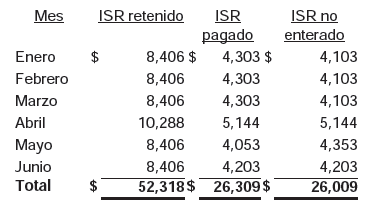 Mes ISR retenido ISR pagado ISR no enterado
Enero $ 8,406 $ 4,303 $ 4,103
Febrero 8,406 4,303 4,103
Marzo 8,406 4,303 4,103
Abril 10,288 5,144 5,144
Mayo 8,406 4,053 4,353
Junio 8,406 4,203 4,203
Total $ 52,318 $ 26,309 $ 26,009